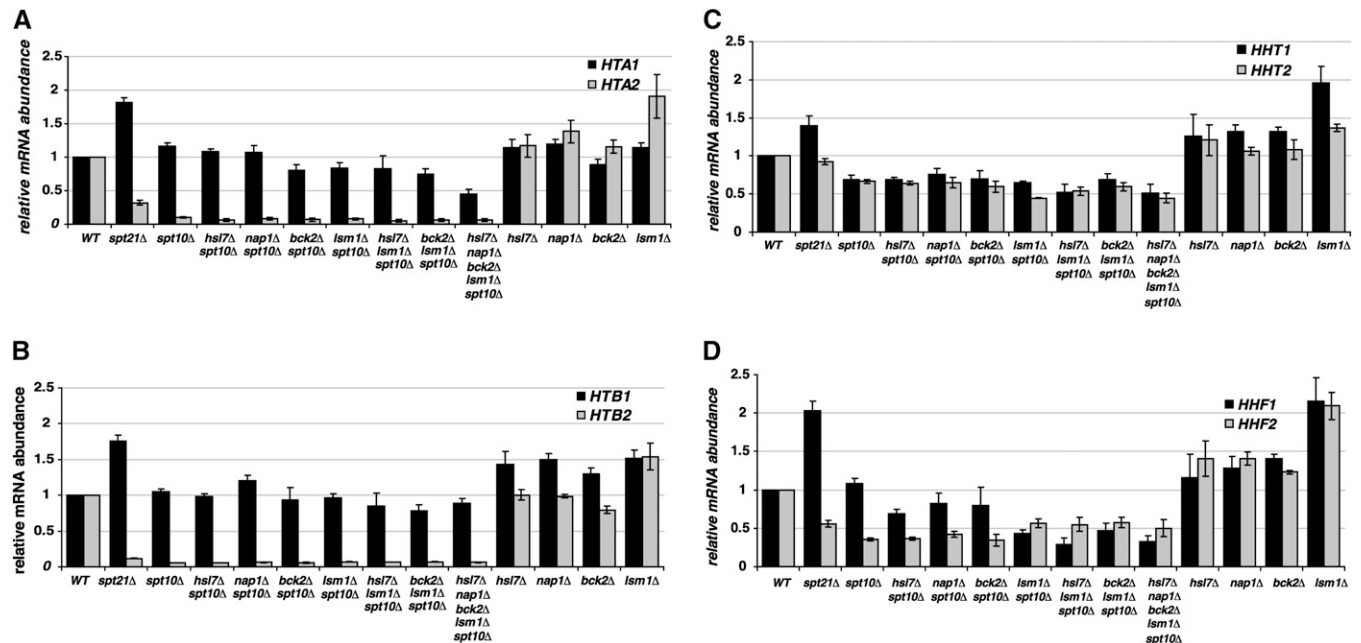 A
relative mRNA abundance
2.5
2
1.5
1
0.5
0
HTA1
HTA2
WT spt21Δ spt10Δ hsl7Δ nap1Δ bck2Δ lsm1Δ hsl7Δ bck2Δ hsl7Δ hsl7Δ nap1Δ bck2Δ lsm1Δ
spt10Δ spt10Δ spt10Δ spt10Δ lsm1Δ lsm1Δ nap1Δ
spt10Δ spt10Δ bck2Δ
lsm1Δ
spt10Δ
B
relative mRNA abundance
2.5
2
1.5
1
0.5
0
HTB1
HTB2
WT spt21Δ spt10Δ hsl7Δ nap1Δ bck2Δ lsm1Δ hsl7Δ bck2Δ hsl7Δ hsl7Δ nap1Δ bck2Δ lsm1Δ
spt10Δ spt10Δ spt10Δ spt10Δ lsm1Δ lsm1Δ nap1Δ
spt10Δ spt10Δ bck2Δ
lsm1Δ
spt10Δ
C
relative mRNA abundance
2.5
2
1.5
1
0.5
0
HHT1
HHT2
WT spt21Δ spt10Δ hsl7Δ nap1Δ bck2Δ lsm1Δ hsl7Δ bck2Δ hsl7Δ hsl7Δ nap1Δ bck2Δ lsm1Δ
spt10Δ spt10Δ spt10Δ spt10Δ lsm1Δ lsm1Δ nap1Δ
spt10Δ spt10Δ bck2Δ
lsm1Δ
spt10Δ
D
relative mRNA abundance
2.5
2
1.5
1
0.5
0
HHF1
HHF2
WT spt21Δ spt10Δ hsl7Δ nap1Δ bck2Δ lsm1Δ hsl7Δ bck2Δ hsl7Δ hsl7Δ nap1Δ bck2Δ lsm1Δ
spt10Δ spt10Δ spt10Δ spt10Δ lsm1Δ lsm1Δ nap1Δ
spt10Δ spt10Δ bck2Δ
lsm1Δ
spt10Δ